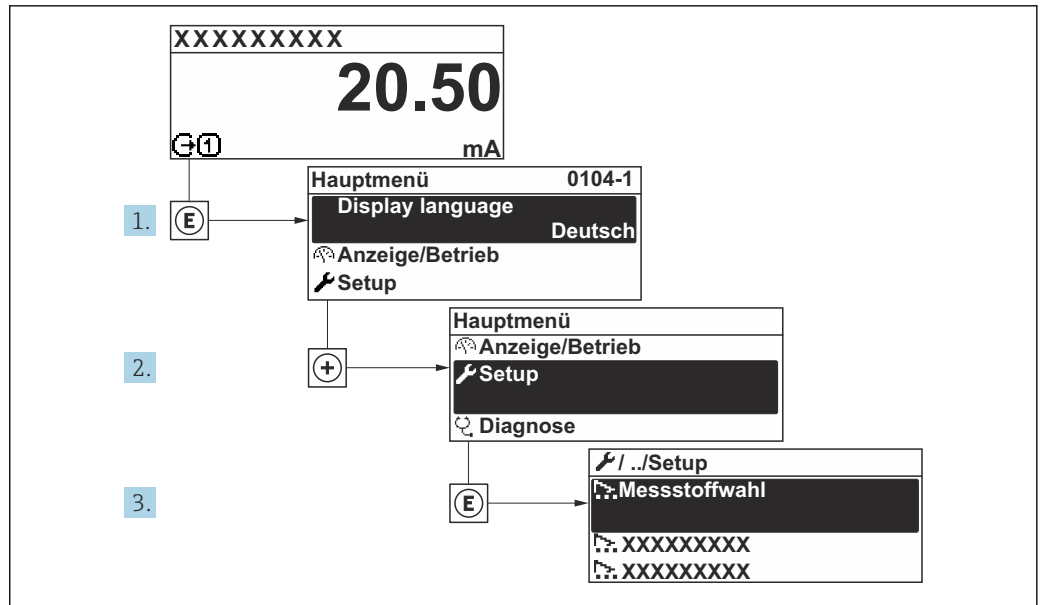 XXXXXXXXX
20.50
1
mA
1.
E
Hauptmenü 0104-1
Display language
Deutsch
Anzeige/Betrieb
Setup
2.
+
Hauptmenü
Anzeige/Betrieb
Setup
Diagnose
3.
E
/ ../Setup
Messstoffwahl
XXXXXXXXX
XXXXXXXXX